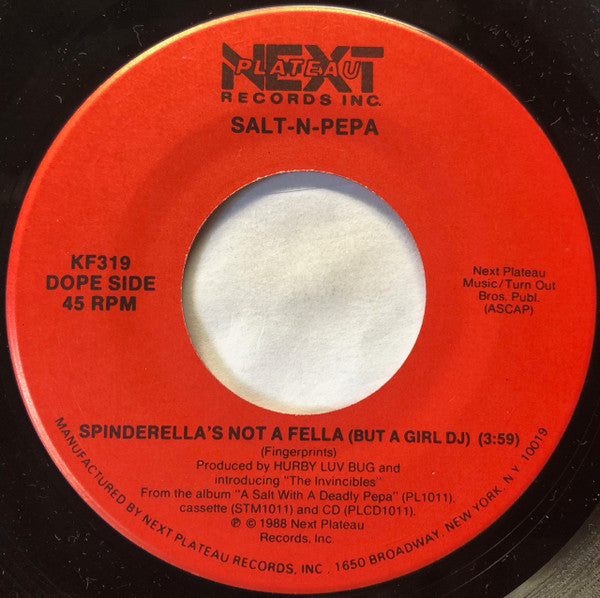 NEXT
PLATEAU
RECORDS INC.
SALT-N-PEPA
KF319
DOPE SIDE
45 RPM
Next Plateau
Music/Turn Out
Bros. Publ.
(ASCAP)
SPINDERELLA'S NOT A FELLA (BUT A GIRL DJ) (3:59)
(Fingerprints)
Produced by HURBY LUV BUG and
introducing "The Invincibles"
From the album "A Salt With A Deadly Pepa" (PL1011).
cassette (STM1011) and CD (PLCD1011).
℗ © 1988 Next Plateau
Records, Inc.
MANUFACTURED BY NEXT PLATEAU RECORDS, INC. 1650 BROADWAY, NEW YORK, N.Y. 10019